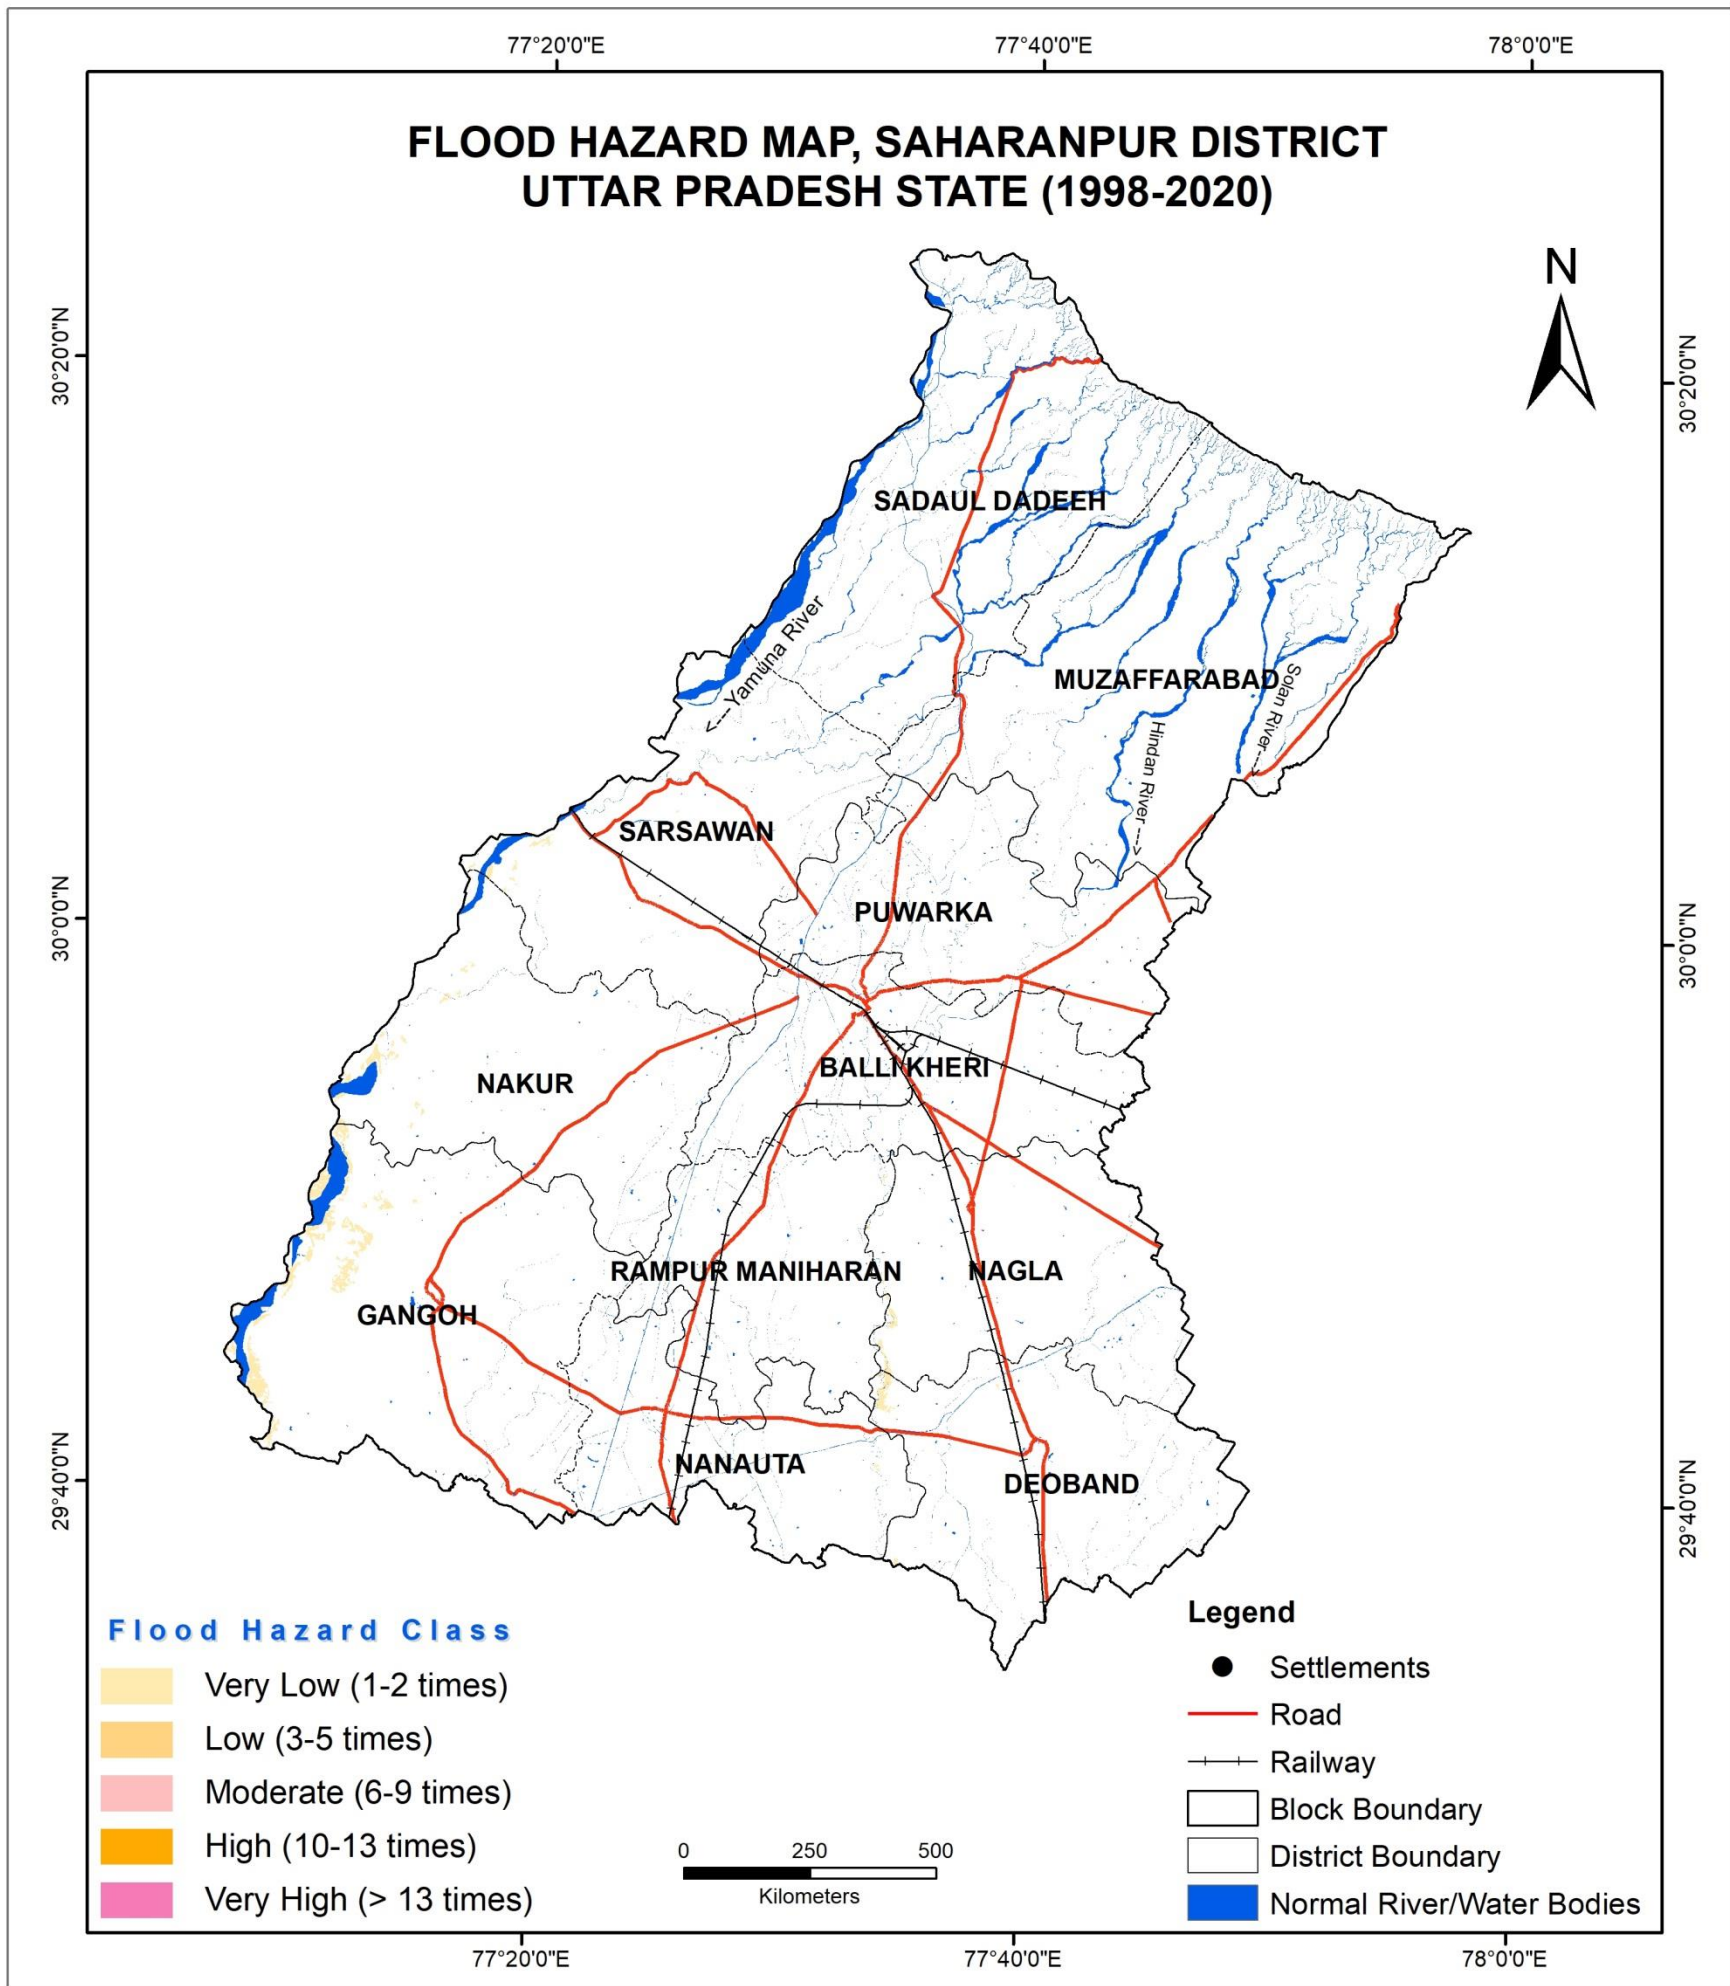 77°20'0"E
77°40'0"E
78°0'0"E
FLOOD HAZARD MAP, SAHARANPUR DISTRICT
UTTAR PRADESH STATE (1998-2020)
N
30°20'0"N
30°20'0"N
SADAUL DADEEH
<--- Yamuna River
MUZAFFARABAD
Solan River --->
Hindan River --->
SARSAWAN
PUWARKA
30°0'0"N
30°0'0"N
BALLI KHERI
NAKUR
RAMPUR MANIHARAN
NAGLA
GANGOH
NANAUTA
DEOBAND
29°40'0"N
29°40'0"N
Flood Hazard Class
Very Low (1-2 times)
Low (3-5 times)
Moderate (6-9 times)
High (10-13 times)
Very High (> 13 times)
0 250 500
Kilometers
Legend
Settlements
Road
Railway
Block Boundary
District Boundary
Normal River/Water Bodies
77°20'0"E
77°40'0"E
78°0'0"E